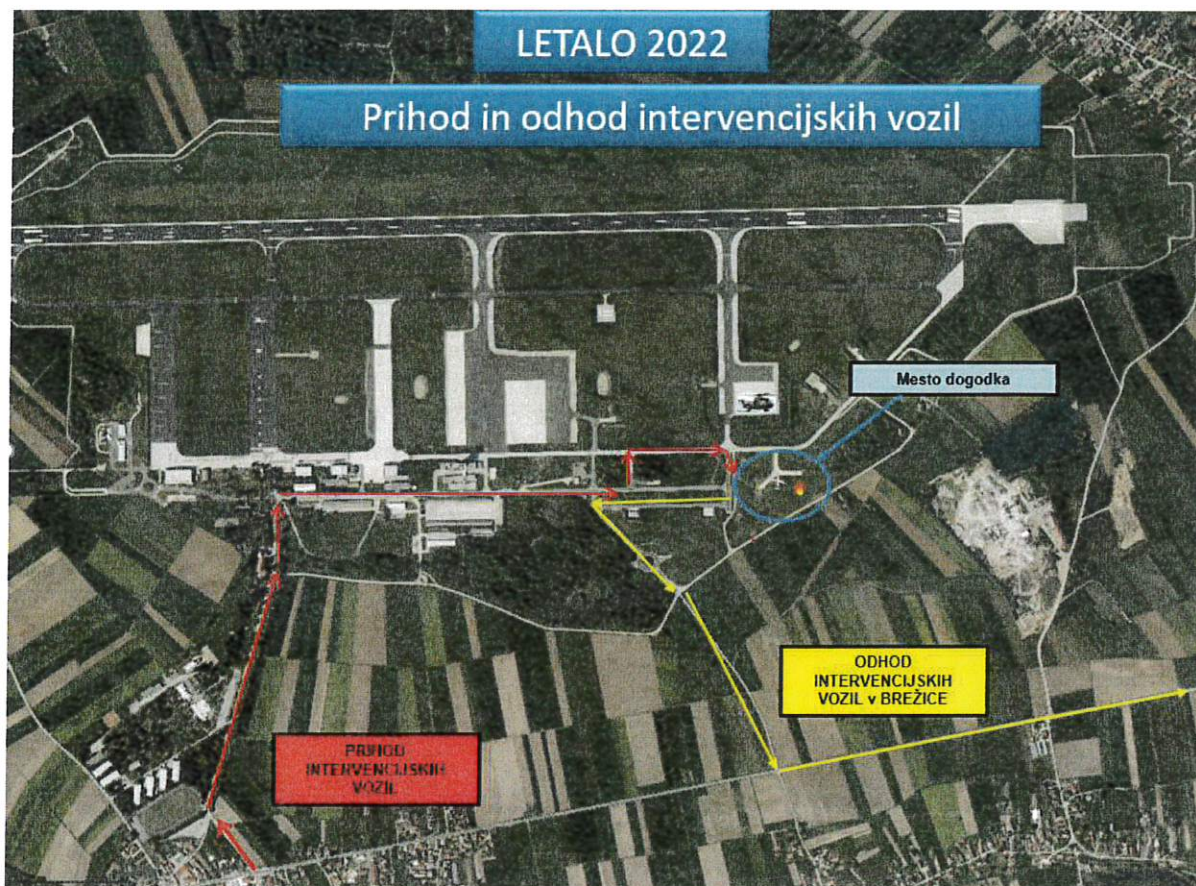 LETALO 2022
Prihod in odhod intervencijskih vozil
Mesto dogodka
ODHOD
INTERVENCIJSKIH
VOZIL v BREŽICE
PRIHOD
INTERVENCIJSKIH
VOZIL